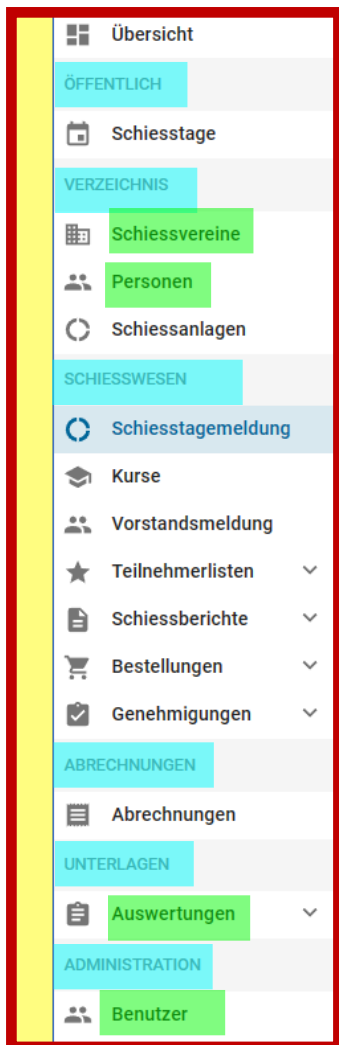 Übersicht
ÖFFENTLICH
Schiesstage
VERZEICHNIS
Schiessvereine
Personen
Schiessanlagen
SCHIESSWESEN
Schiesstagemeldung
Kurse
Vorstandsmeldung
Teilnehmerlisten
Schiessberichte
Bestellungen
Genehmigungen
ABRECHNUNGEN
Abrechnungen
UNTERLAGEN
Auswertungen
ADMINISTRATION
Benutzer